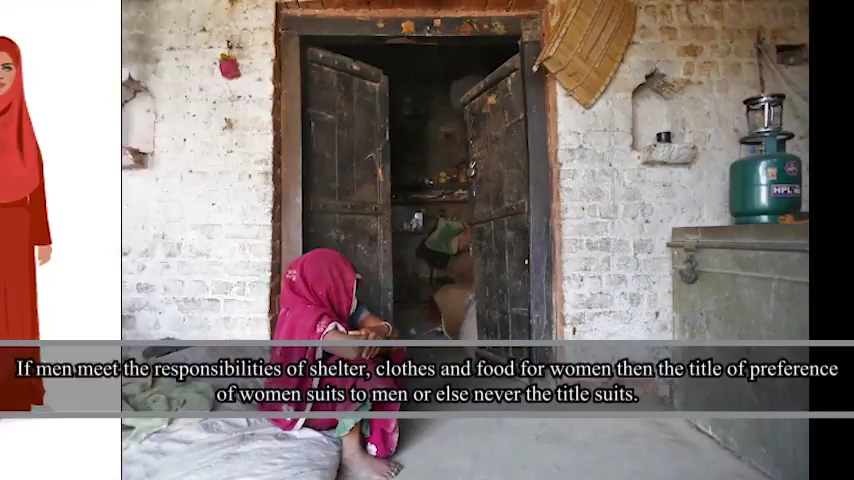 HPL
If men meet the responsibilities of shelter, clothes and food for women then the title of preference
of women suits to men or else never the title suits.